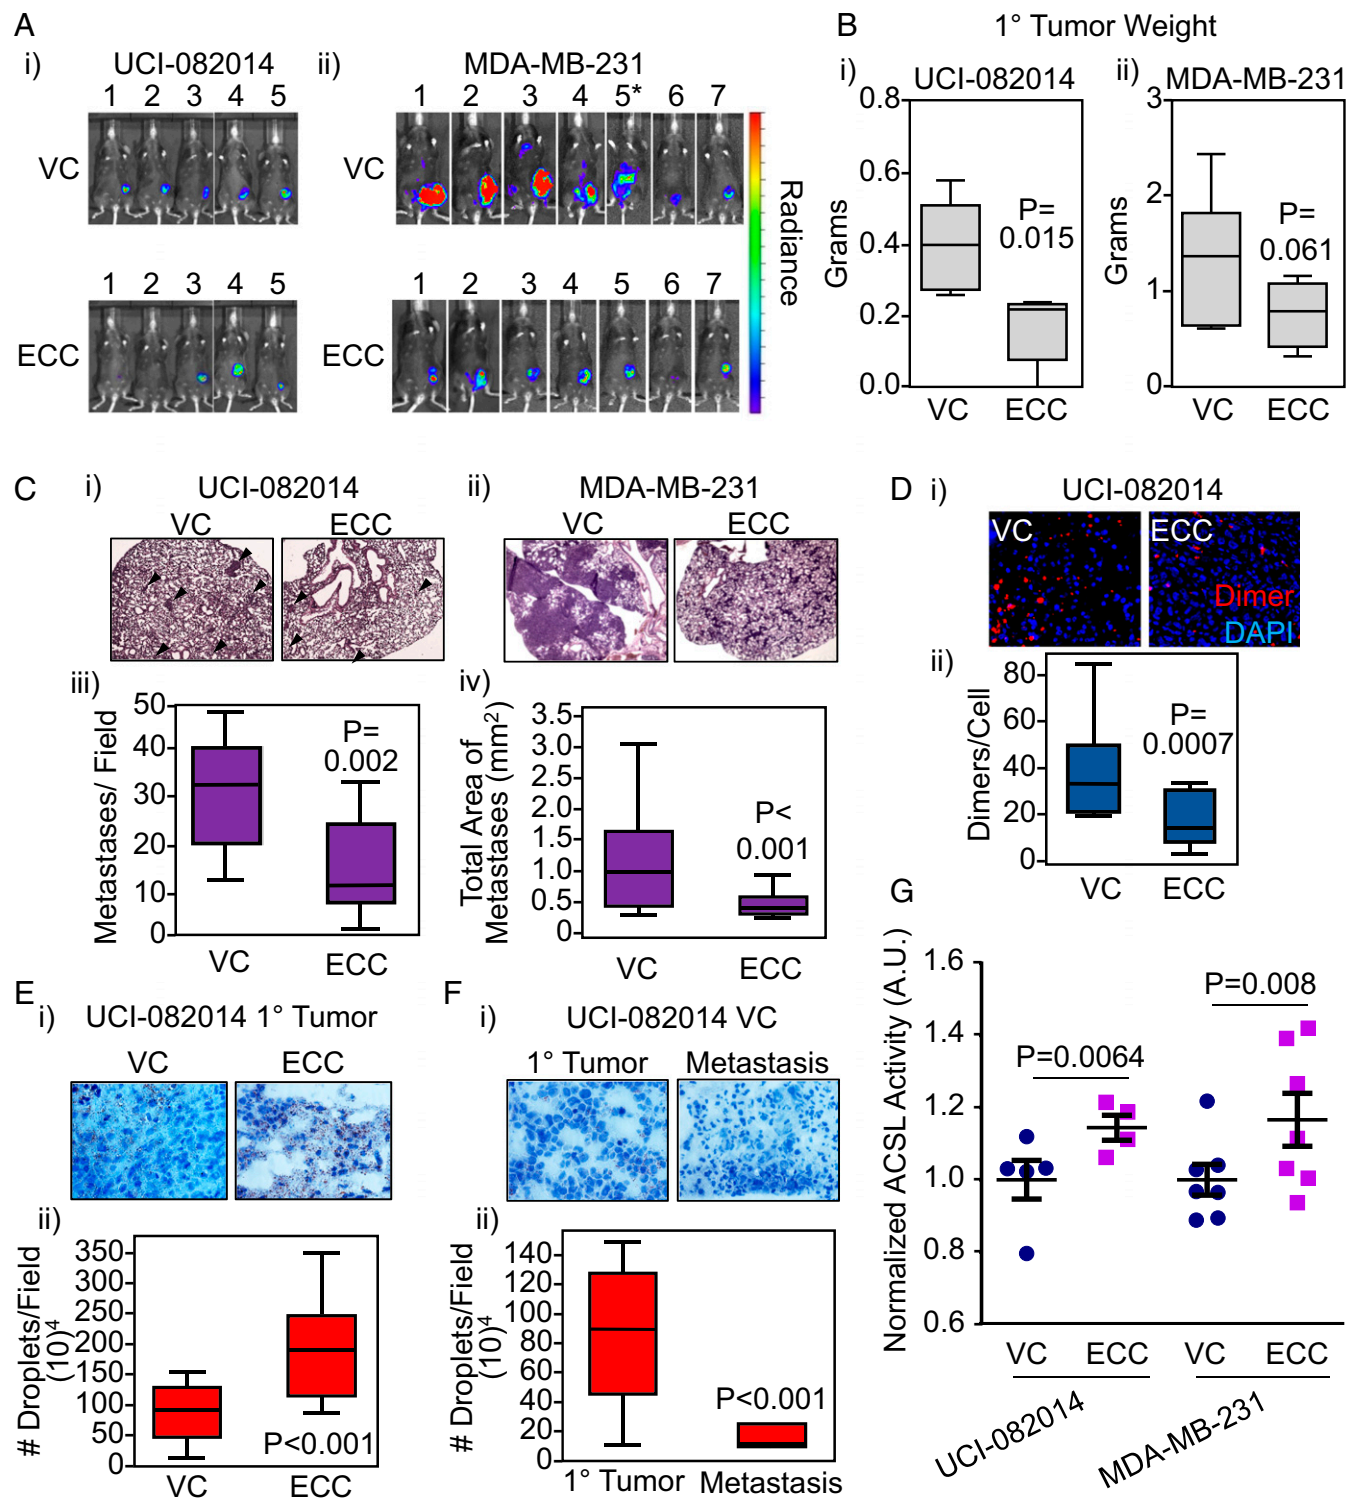 A
i)
UCI-082014
1 2 3 4 5
VC
1 2 3 4 5
ECC
ii)
MDA-MB-231
1 2 3 4 5* 6 7
VC
1 2 3 4 5 6 7
ECC
Radiance
B
1° Tumor Weight
i)
UCI-082014
0.8
0.6
0.4
0.2
0.0
Grams
P=
0.015
VC ECC
ii)
MDA-MB-231
3
2
1
0
Grams
P=
0.061
VC ECC
C
i)
UCI-082014
VC ECC
ii)
MDA-MB-231
VC ECC
iii)
50
40
30
20
10
0
Metastases/ Field
P=
0.002
VC ECC
iv)
3.5
3.0
2.5
2.0
1.5
1.0
0.5
0
Total Area of
Metastases (mm²)
P<
0.001
VC ECC
D
i)
UCI-082014
VC ECC
Dimer
DAPI
ii)
80
60
40
20
0
Dimers/Cell
P=
0.0007
VC ECC
E
i)
UCI-082014 1° Tumor
VC ECC
ii)
350
300
250
200
150
100
50
0
# Droplets/Field
(10)⁴
P<0.001
VC ECC
F
i)
UCI-082014 VC
1° Tumor Metastasis
ii)
140
120
100
80
60
40
20
0
# Droplets/Field
(10)⁴
P<0.001
1° Tumor Metastasis
G
1.6
1.4
1.2
1.0
0.8
0.6
Normalized ACSL Activity (A.U.)
P=0.0064
P=0.008
VC ECC VC ECC
UCI-082014
MDA-MB-231